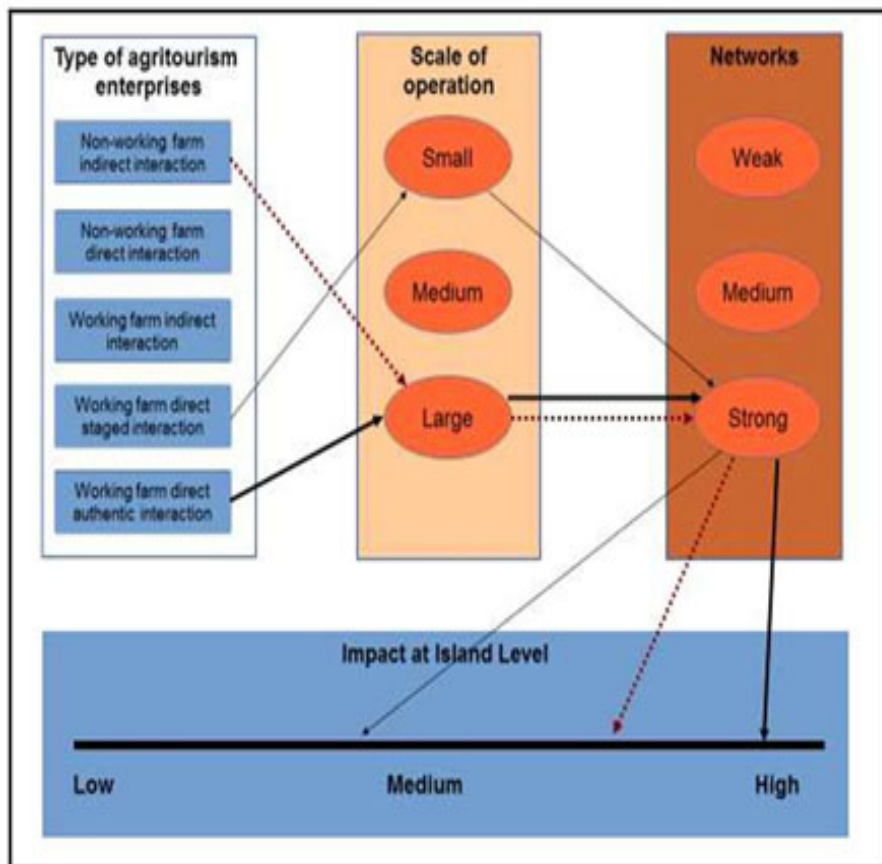 Type of agritourism
enterprises
Non-working farm
indirect interaction
Non-working farm
direct interaction
Working farm indirect
interaction
Working farm direct
staged interaction
Working farm direct
authentic interaction
Scale of
operation
Small
Medium
Large
Networks
Weak
Medium
Strong
Impact at Island Level
Low
Medium
High